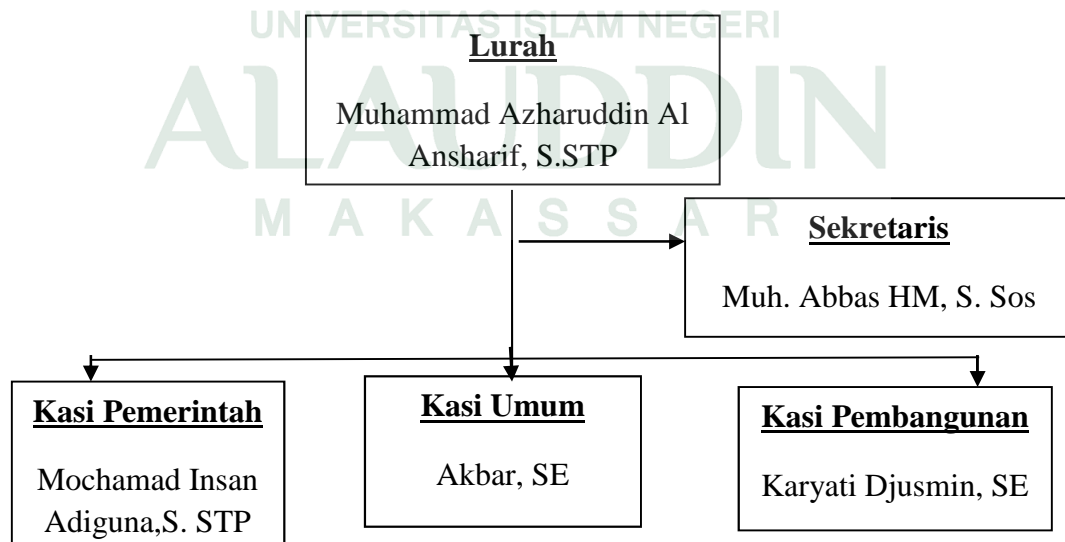 UNIVERSITAS ISLAM NEGERI
ALAUDDIN
MAKASSAR
Lurah
Muhammad Azharuddin Al
Ansharif, S.STP
Sekretaris
Muh. Abbas HM, S. Sos
Kasi Pemerintah
Mochamad Insan
Adiguna,S. STP
Kasi Umum
Akbar, SE
Kasi Pembangunan
Karyati Djusmin, SE